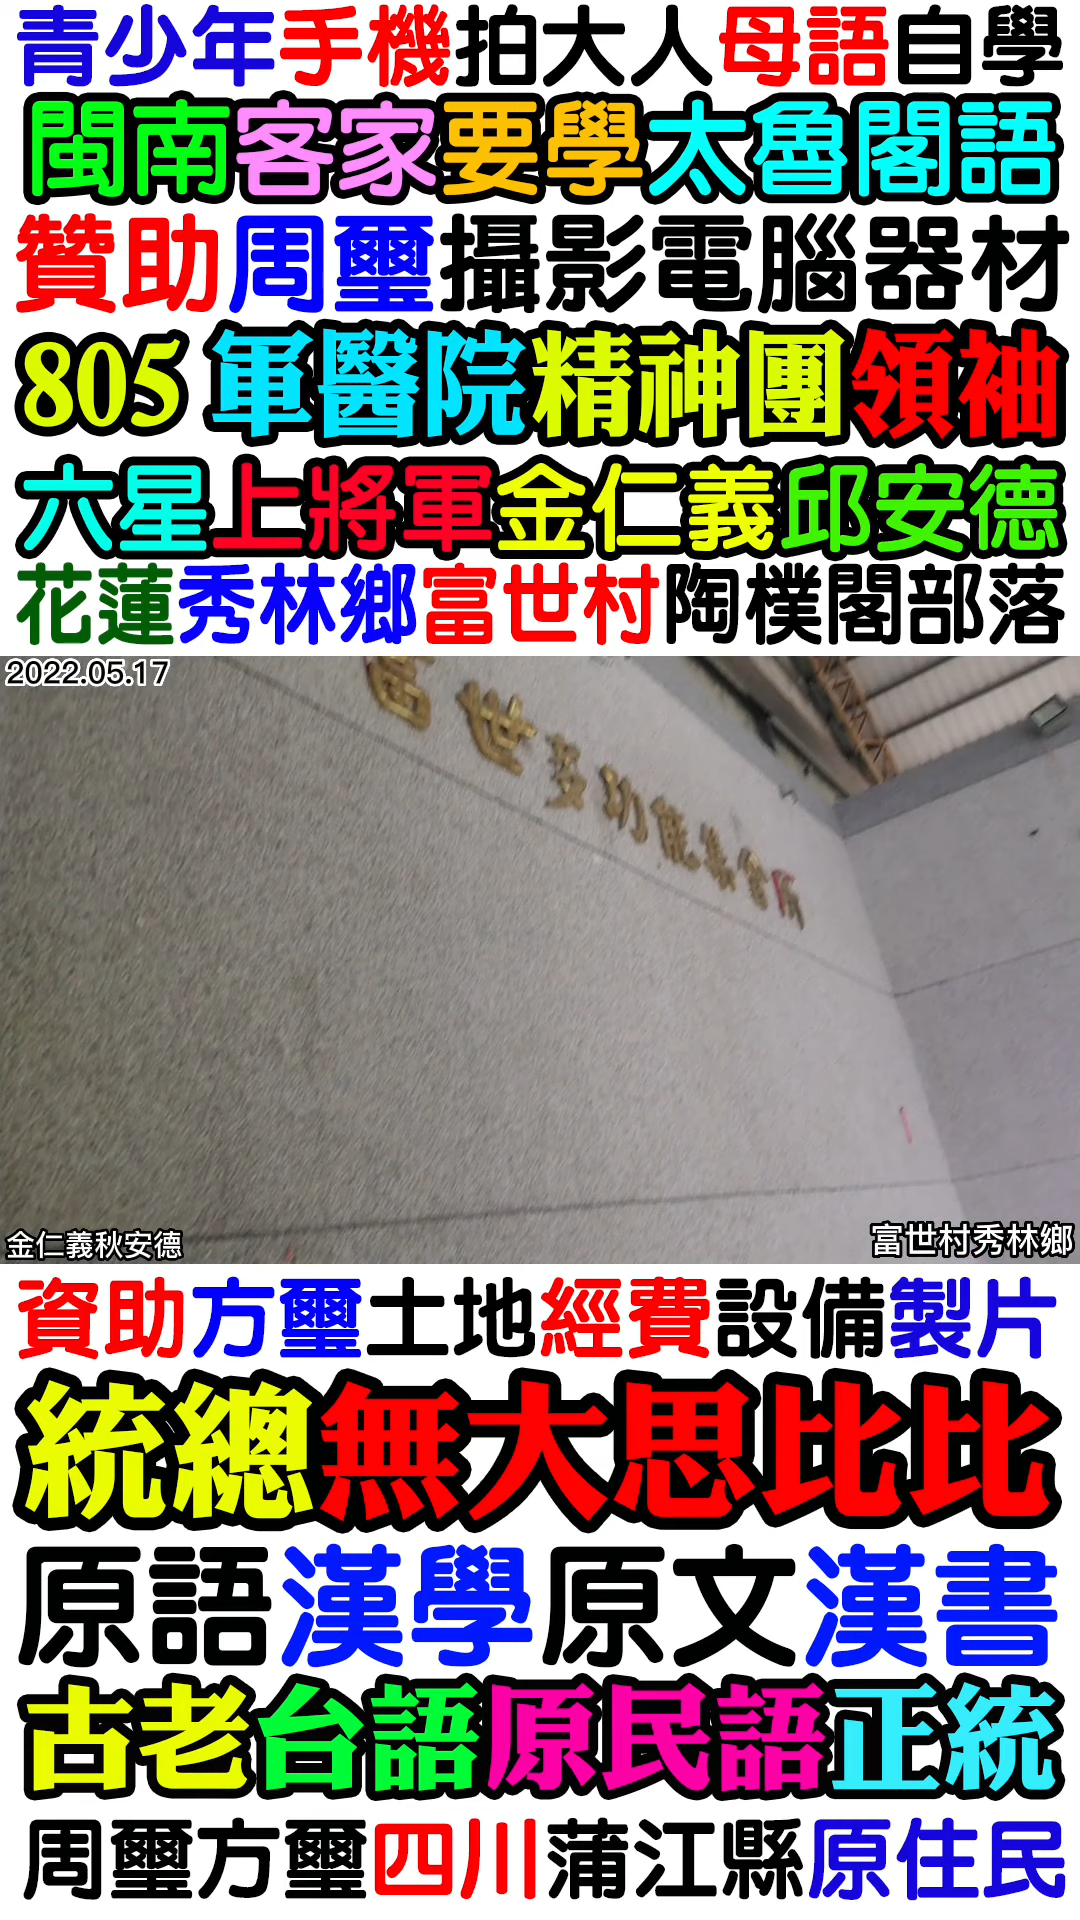 青少年手機拍大人母語自學
閩南客家要學太魯閣語
贊助周璽攝影電腦器材
805 軍醫院精神團領袖
六星上將軍金仁義邱安德
花蓮秀林鄉富世村陶樸閣部落
2022.05.17
富世多功能集會所
金仁義秋安德
富世村秀林鄉
資助方璽土地經費設備製片
統總無大思比比
原語漢學原文漢書
古老台語原民語正統
周璽方璽四川蒲江縣原住民